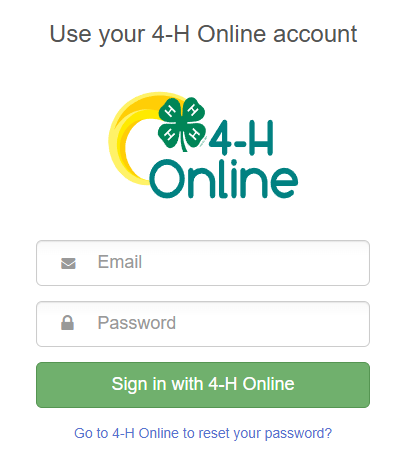 Use your 4-H Online account
H H
H H
4-H
Online
Email
Password
Sign in with 4-H Online
Go to 4-H Online to reset your password?